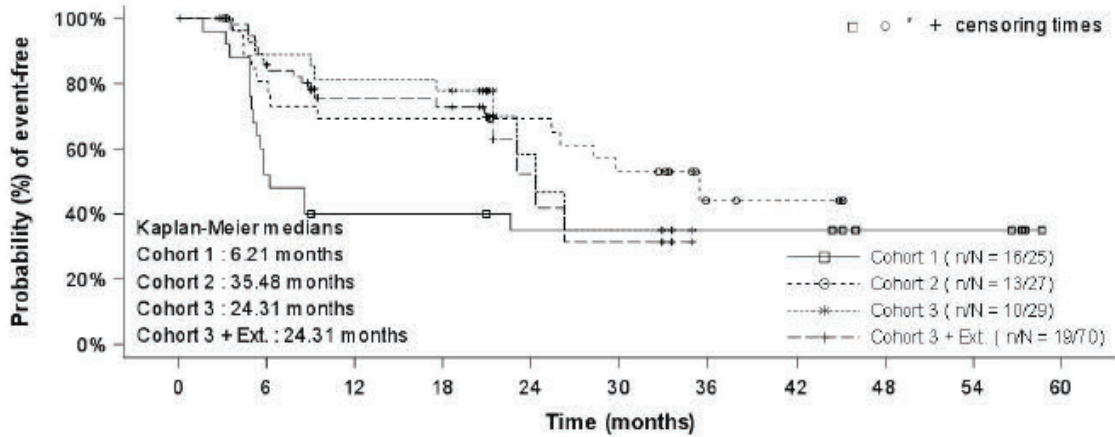 □ ○ * + censoring times
Probability (%) of event-free
100%
80%
60%
40%
20%
0%
Kaplan-Meier medians
Cohort 1 : 6.21 months
Cohort 2 : 35.48 months
Cohort 3 : 24.31 months
Cohort 3 + Ext. : 24.31 months
Cohort 1 ( n/N = 16/25)
Cohort 2 ( n/N = 13/27)
Cohort 3 ( n/N = 10/29)
Cohort 3 + Ext. ( n/N = 19/70)
0 6 12 18 24 30 36 42 48 54 60
Time (months)